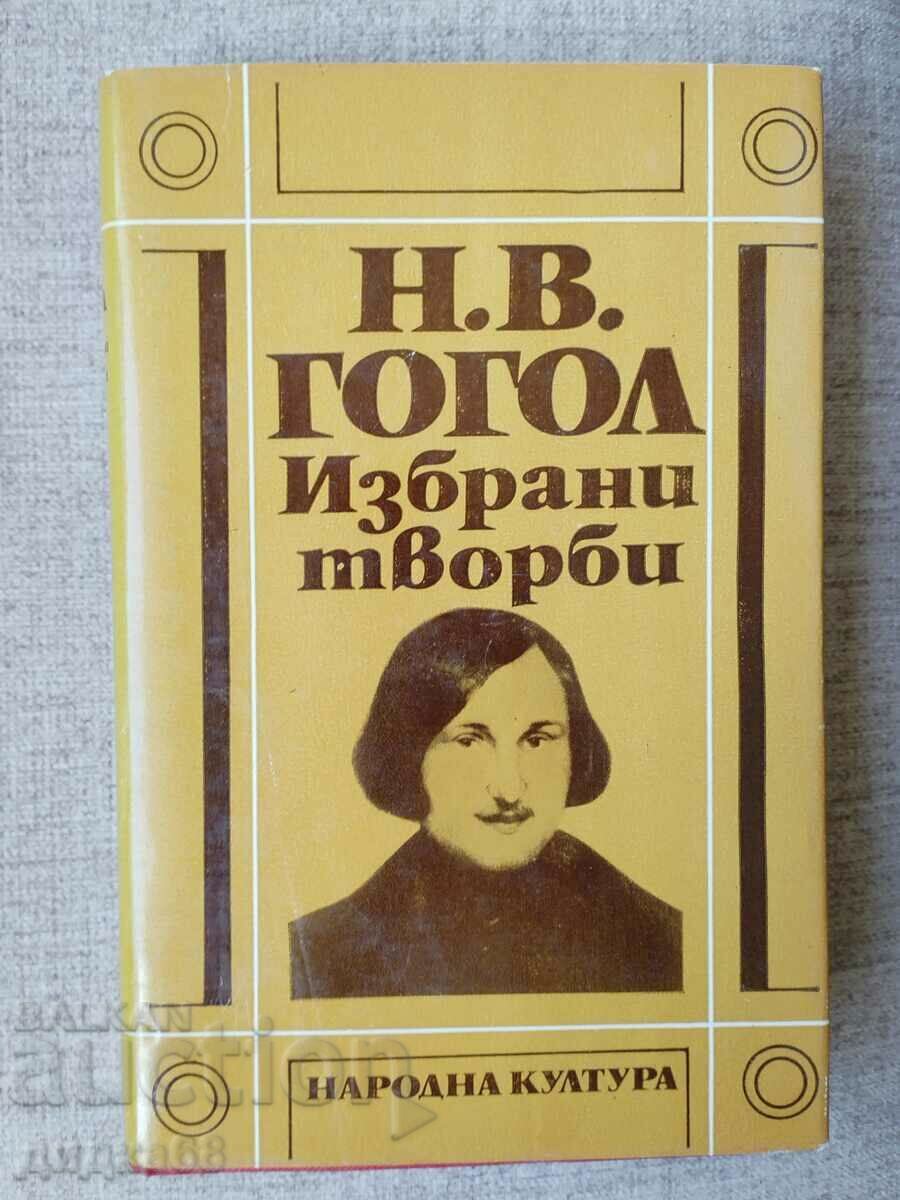 Н.В.
ГОГОЛ
Избрани
творби
НАРОДНА КУЛТУРА
BALKAN
auction
дидка68